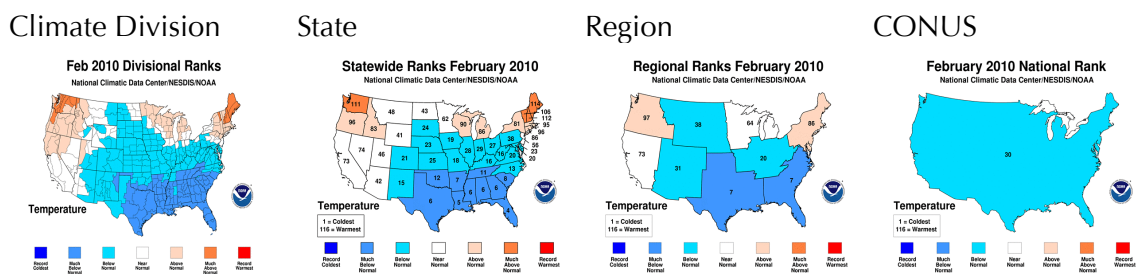 Climate Division
State
Region
CONUS
Feb 2010 Divisional Ranks
National Climatic Data Center/NESDIS/NOAA
Temperature
Record Coldest
Much Below Normal
Below Normal
Near Normal
Above Normal
Much Above Normal
Record Warmest
Statewide Ranks February 2010
National Climatic Data Center/NESDIS/NOAA
111
48
43
114
96
83
62
90
86
81
41
24
73
74
46
21
25
19
28
29
27
38
23
18
16
16
20
42
15
12
7
11
13
8
6
5
6
6
6
4
106
112
95
96
86
56
23
20
Temperature
1 = Coldest
116 = Warmest
Record Coldest
Much Below Normal
Below Normal
Near Normal
Above Normal
Much Above Normal
Record Warmest
Regional Ranks February 2010
National Climatic Data Center/NESDIS/NOAA
97
38
64
86
73
31
20
7
7
Temperature
1 = Coldest
116 = Warmest
Record Coldest
Much Below Normal
Below Normal
Near Normal
Above Normal
Much Above Normal
Record Warmest
February 2010 National Rank
National Climatic Data Center/NESDIS/NOAA
30
Temperature
1 = Coldest
116 = Warmest
Record Coldest
Much Below Normal
Below Normal
Near Normal
Above Normal
Much Above Normal
Record Warmest